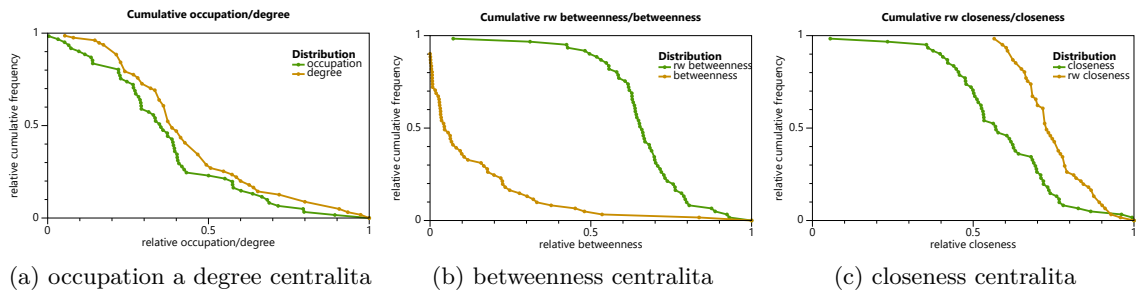 Cumulative occupation/degree
relative cumulative frequency
1
0.5
0
0
0.5
1
relative occupation/degree
Distribution
occupation
degree
(a) occupation a degree centralita
Cumulative rw betweenness/betweenness
relative cumulative frequency
1
0.5
0
0
0.5
1
relative betweenness
Distribution
rw betweenness
betweenness
(b) betweenness centralita
Cumulative rw closeness/closeness
relative cumulative frequency
1
0.5
0
0.5
1
relative closeness
Distribution
closeness
rw closeness
(c) closeness centralita